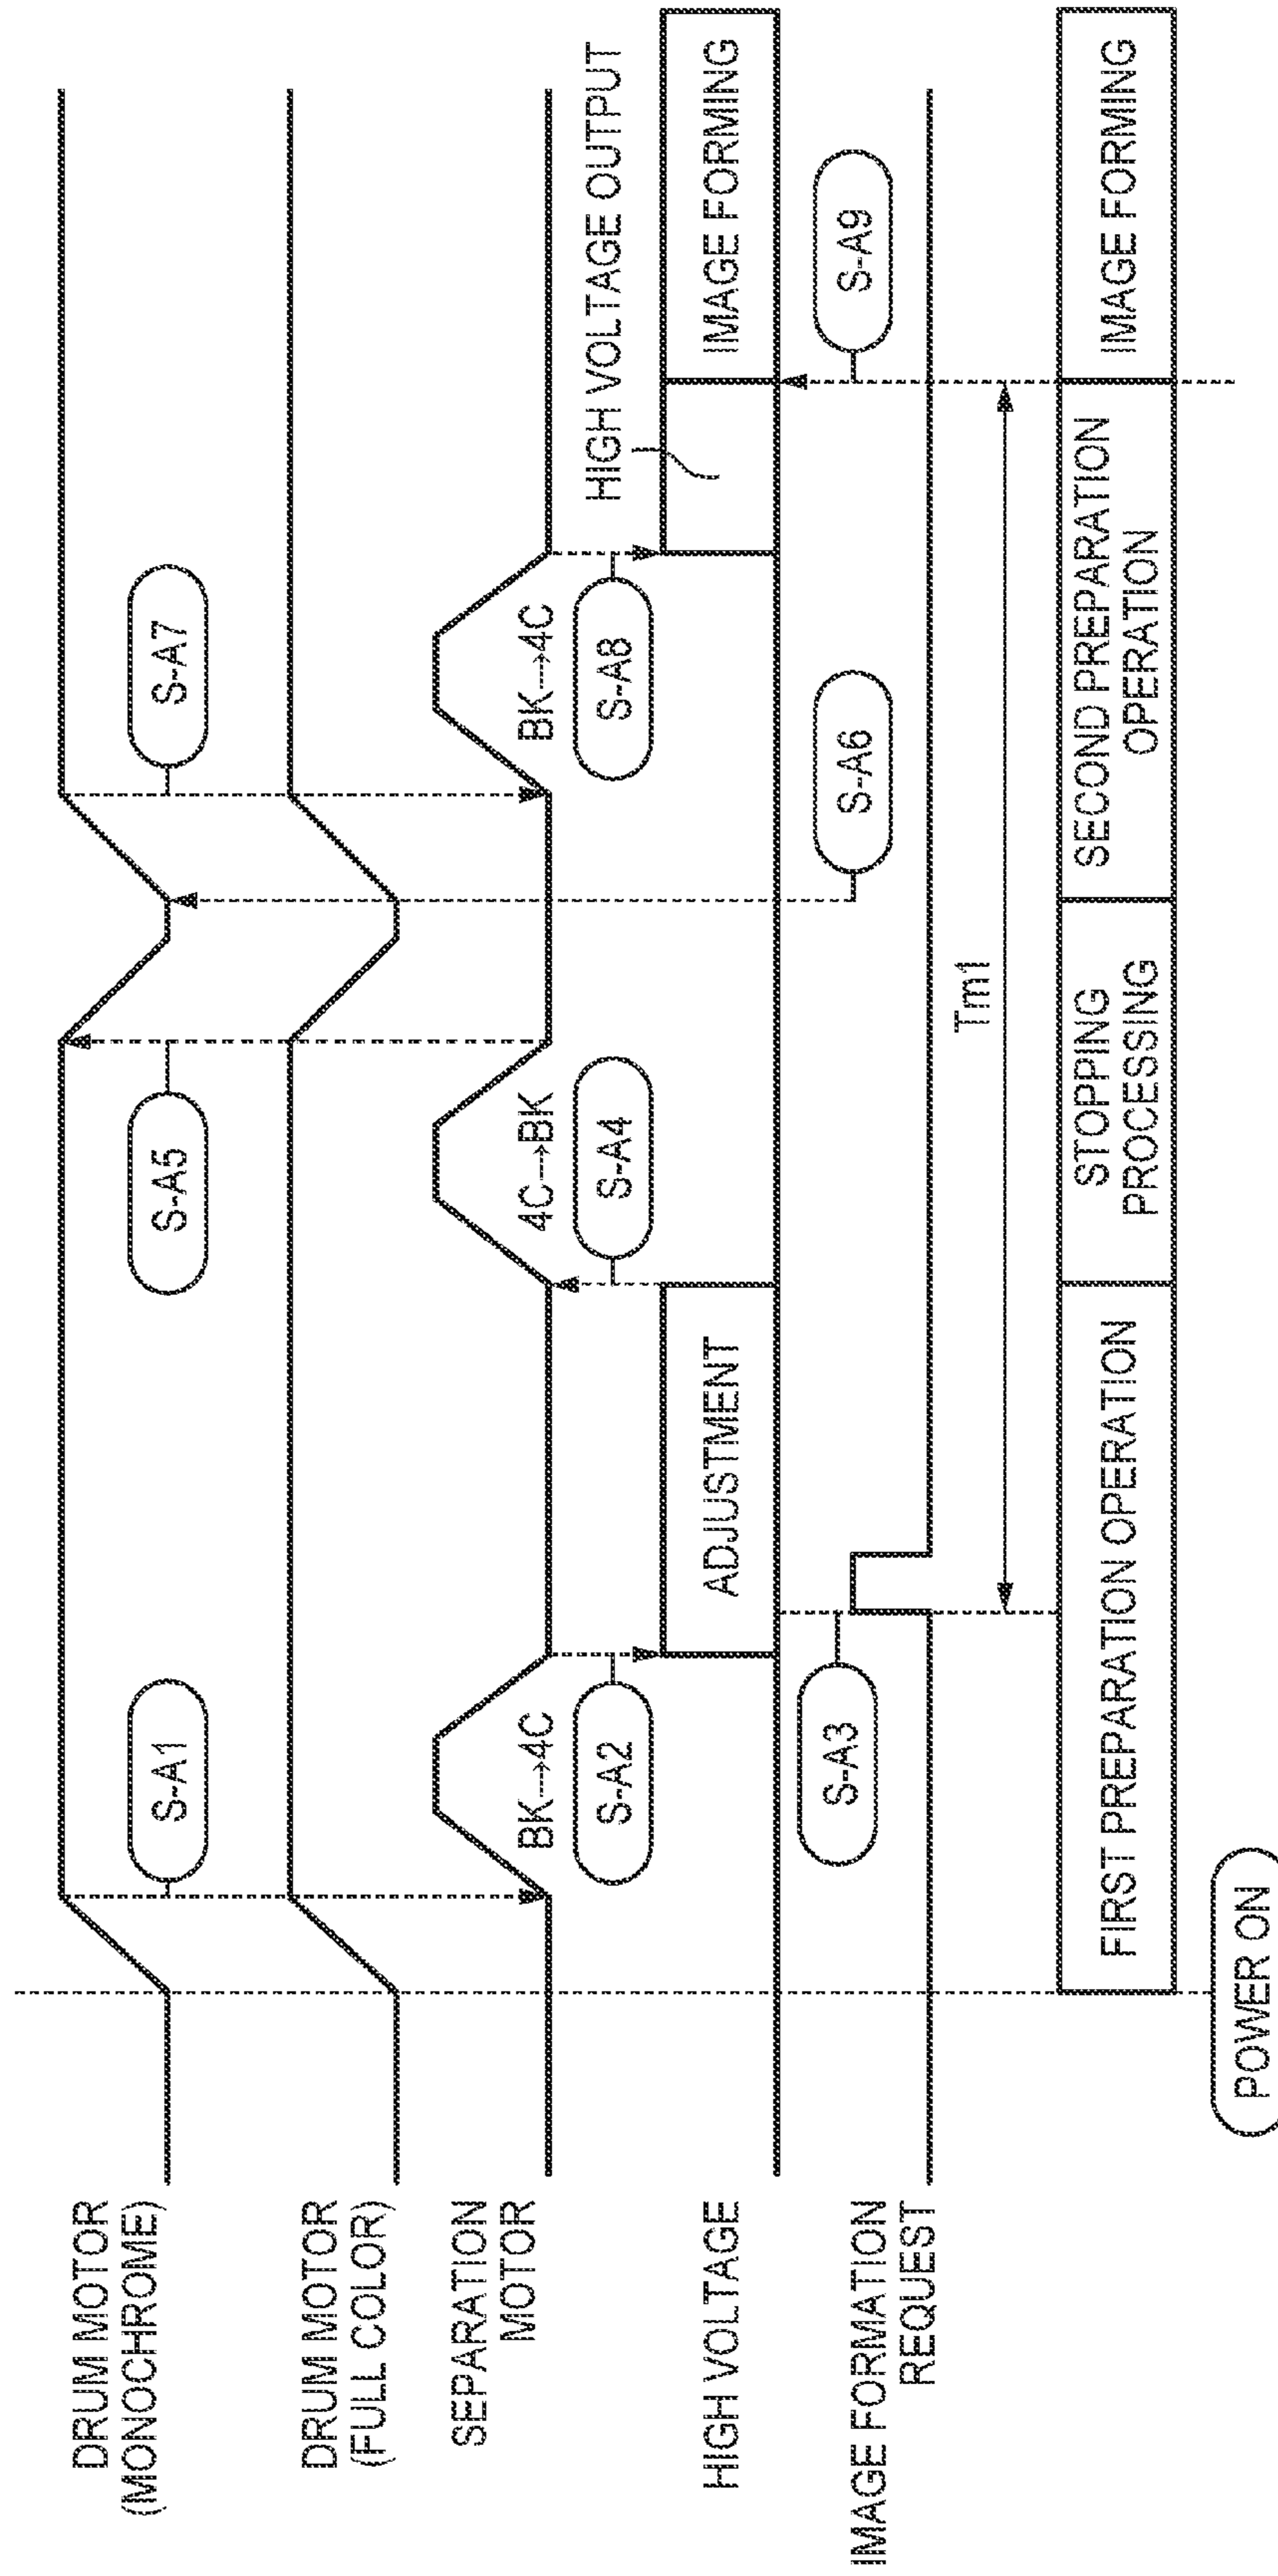 DRUM MOTOR
(MONOCHROME)
S-A1
S-A5
S-A7
DRUM MOTOR
(FULL COLOR)
SEPARATION
MOTOR
BK→4C
S-A2
4C→BK
S-A4
BK→4C
S-A8
HIGH VOLTAGE OUTPUT
HIGH VOLTAGE
ADJUSTMENT
IMAGE FORMING
IMAGE FORMATION
REQUEST
S-A3
S-A6
S-A9
Tm1
FIRST PREPARATION OPERATION
STOPPING
PROCESSING
SECOND PREPARATION
OPERATION
IMAGE FORMING
POWER ON